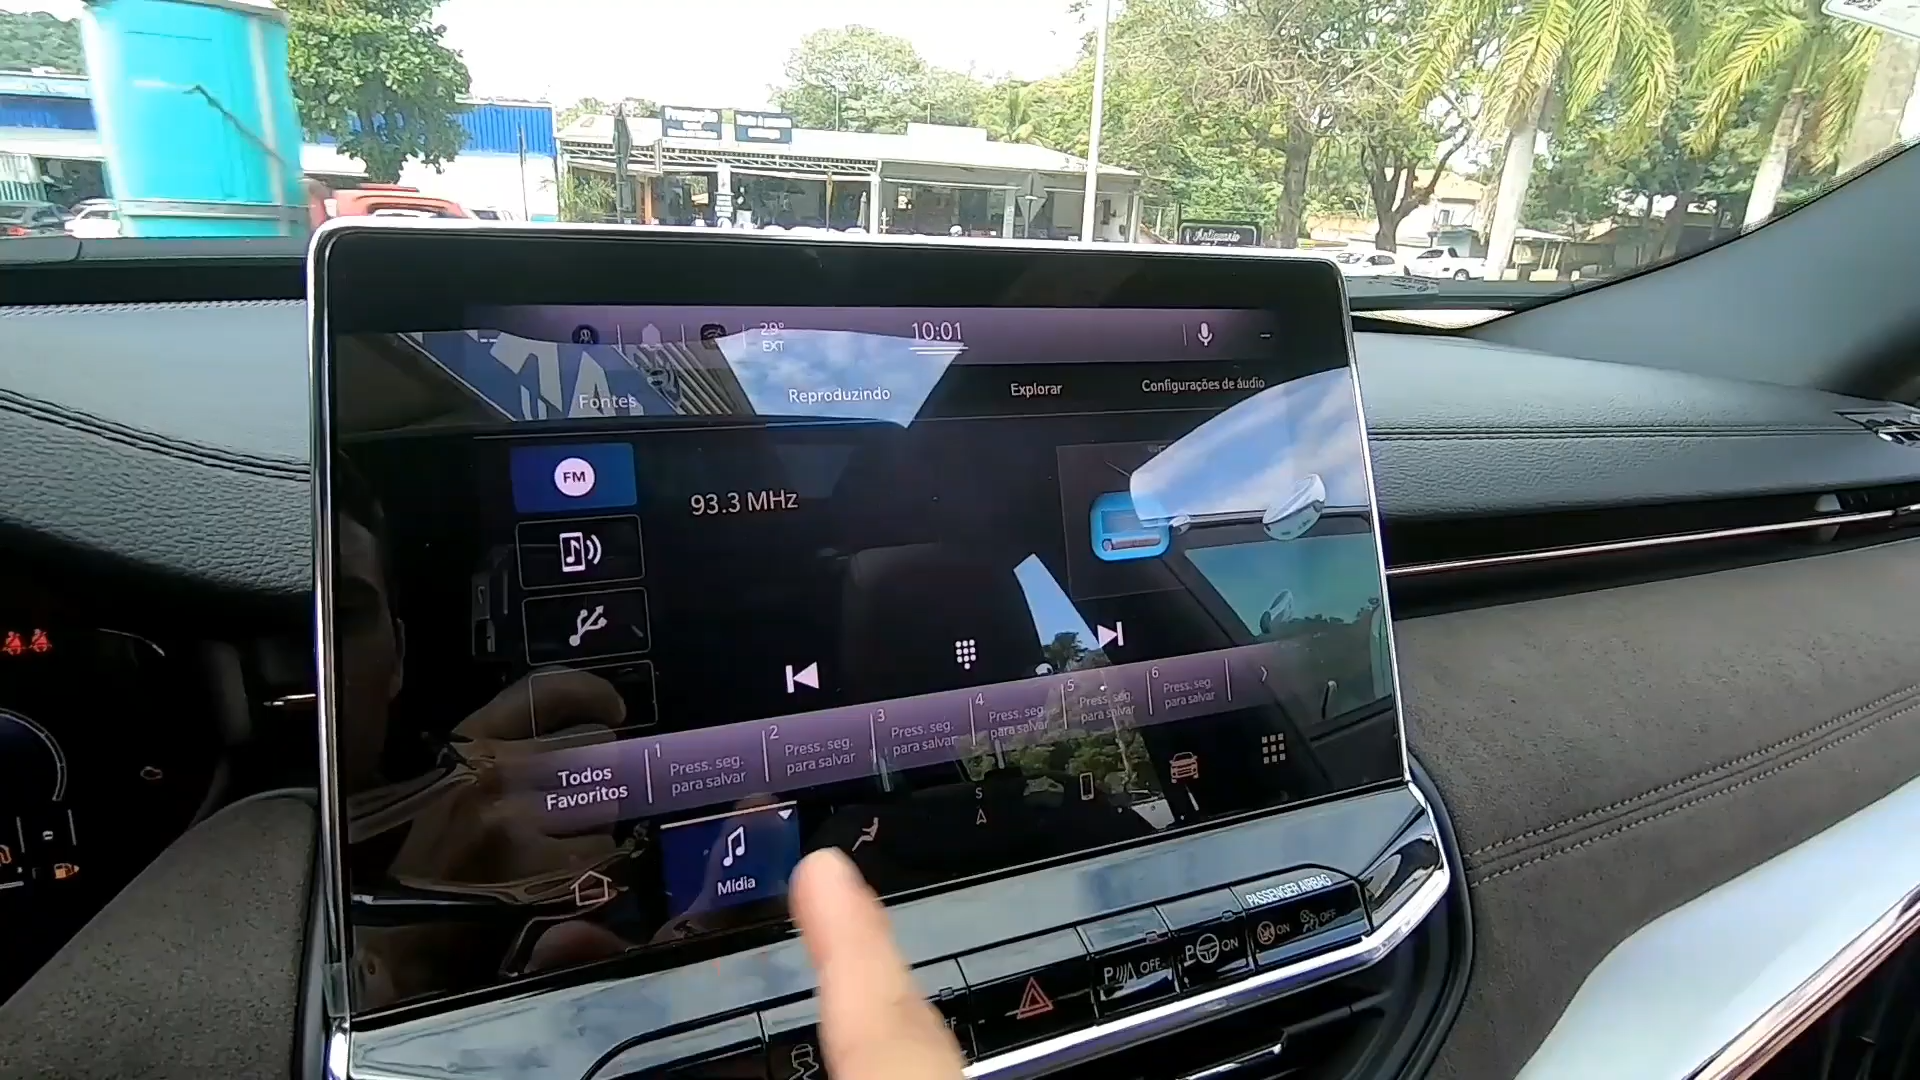 29°
EXT
10:01
Fontes
Reproduzindo
Explorar
Configurações de áudio
FM
93.3 MHz
Todos
Favoritos
1
Press. seg.
para salvar
2
Press. seg.
para salvar
3
Press. seg.
para salvar
4
Press. seg.
para salvar
5
Press. seg.
para salvar
6
Press. seg.
para salvar
Mídia
S
PASSENGER AIRBAG
P OFF
P ON
ON
OFF
Antiquario